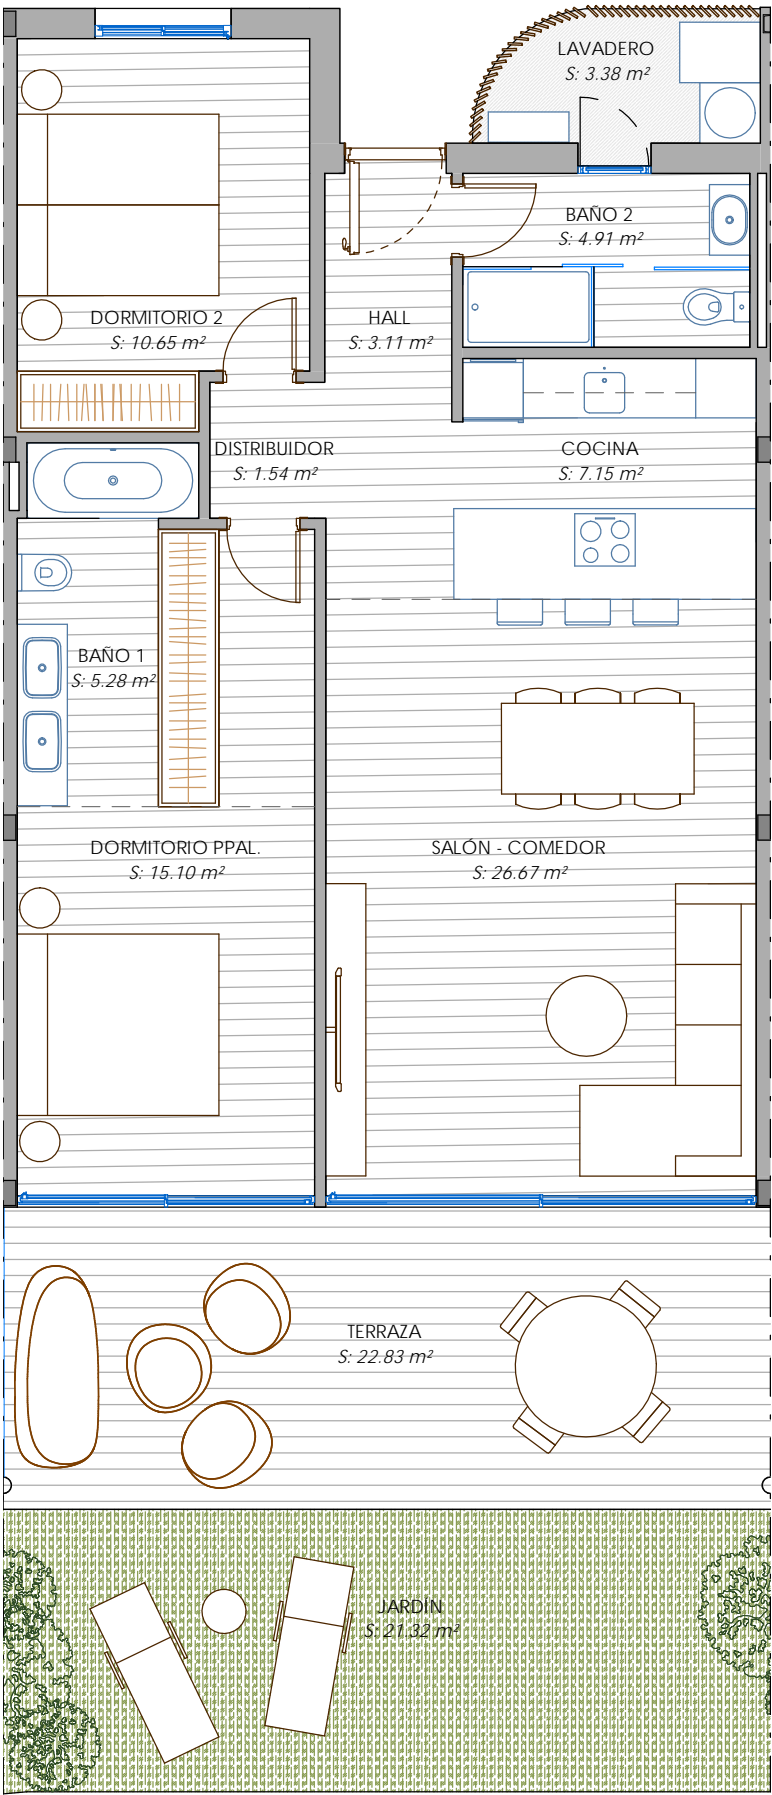 LAVADERO
S: 3.38 m²
BAÑO 2
S: 4.91 m²
DORMITORIO 2
S: 10.65 m²
HALL
S: 3.11 m²
DISTRIBUIDOR
S: 1.54 m²
COCINA
S: 7.15 m²
BAÑO 1
S: 5.28 m²
DORMITORIO PPAL.
S: 15.10 m²
SALÓN - COMEDOR
S: 26.67 m²
TERRAZA
S: 22.83 m²
JARDÍN
S: 21.32 m²